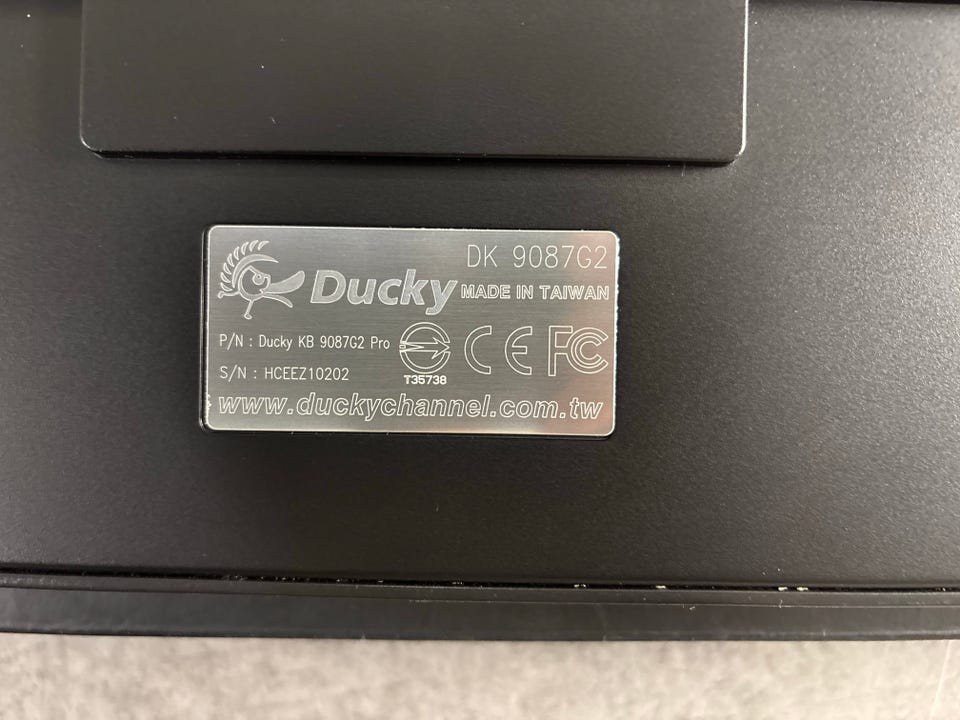 DK 9087G2
Ducky MADE IN TAIWAN
P/N : Ducky KB 9087G2 Pro
CE FC
S/N : HCEEZ10202
T35738
www.duckychannel.com.tw